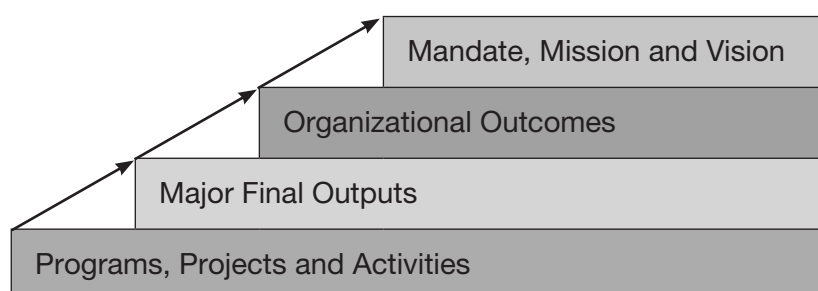 Mandate, Mission and Vision
Organizational Outcomes
Major Final Outputs
Programs, Projects and Activities